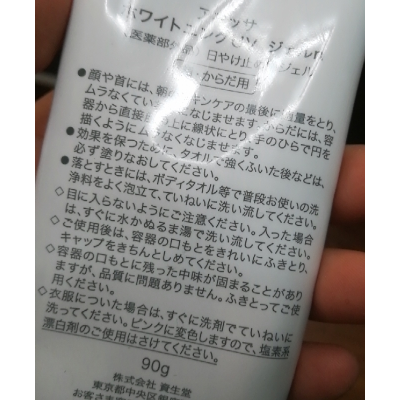 ホワイトニングUVジェルn
(医薬部外品) 日やけ止めジェル
・からだ用
●顔や首には、朝のスキンケアの最後に適量をとり、
ムラなくていねいになじませます。からだには、容
器から直接肌の上に線状にとり、手のひらで円を
描くようにムラなくなじませます。
●効果を保つために、タオルで強くふいた後などは、
必ず塗りなおしてください。
●落とすときには、ボディタオル等で普段お使いの洗
浄料をよく泡立て、ていねいに洗い流してください。
◇目に入らないようにご注意ください。入った場合
は、すぐに水かぬるま湯で洗い流してください。
◇ご使用後は、容器の口もとをきれいにふきとり、
キャップをきちんとしめてください。
◇容器の口もとに残った中味が固まることがあり
ますが、品質に問題ありません。ふきとってご使
用ください。
◇衣服についた場合は、すぐに洗剤でていねいに
洗ってください。ピンクに変色しますので、塩素系
漂白剤のご使用はさけてください。
90g
株式会社 資生堂
東京都中央区銀座
お客さま